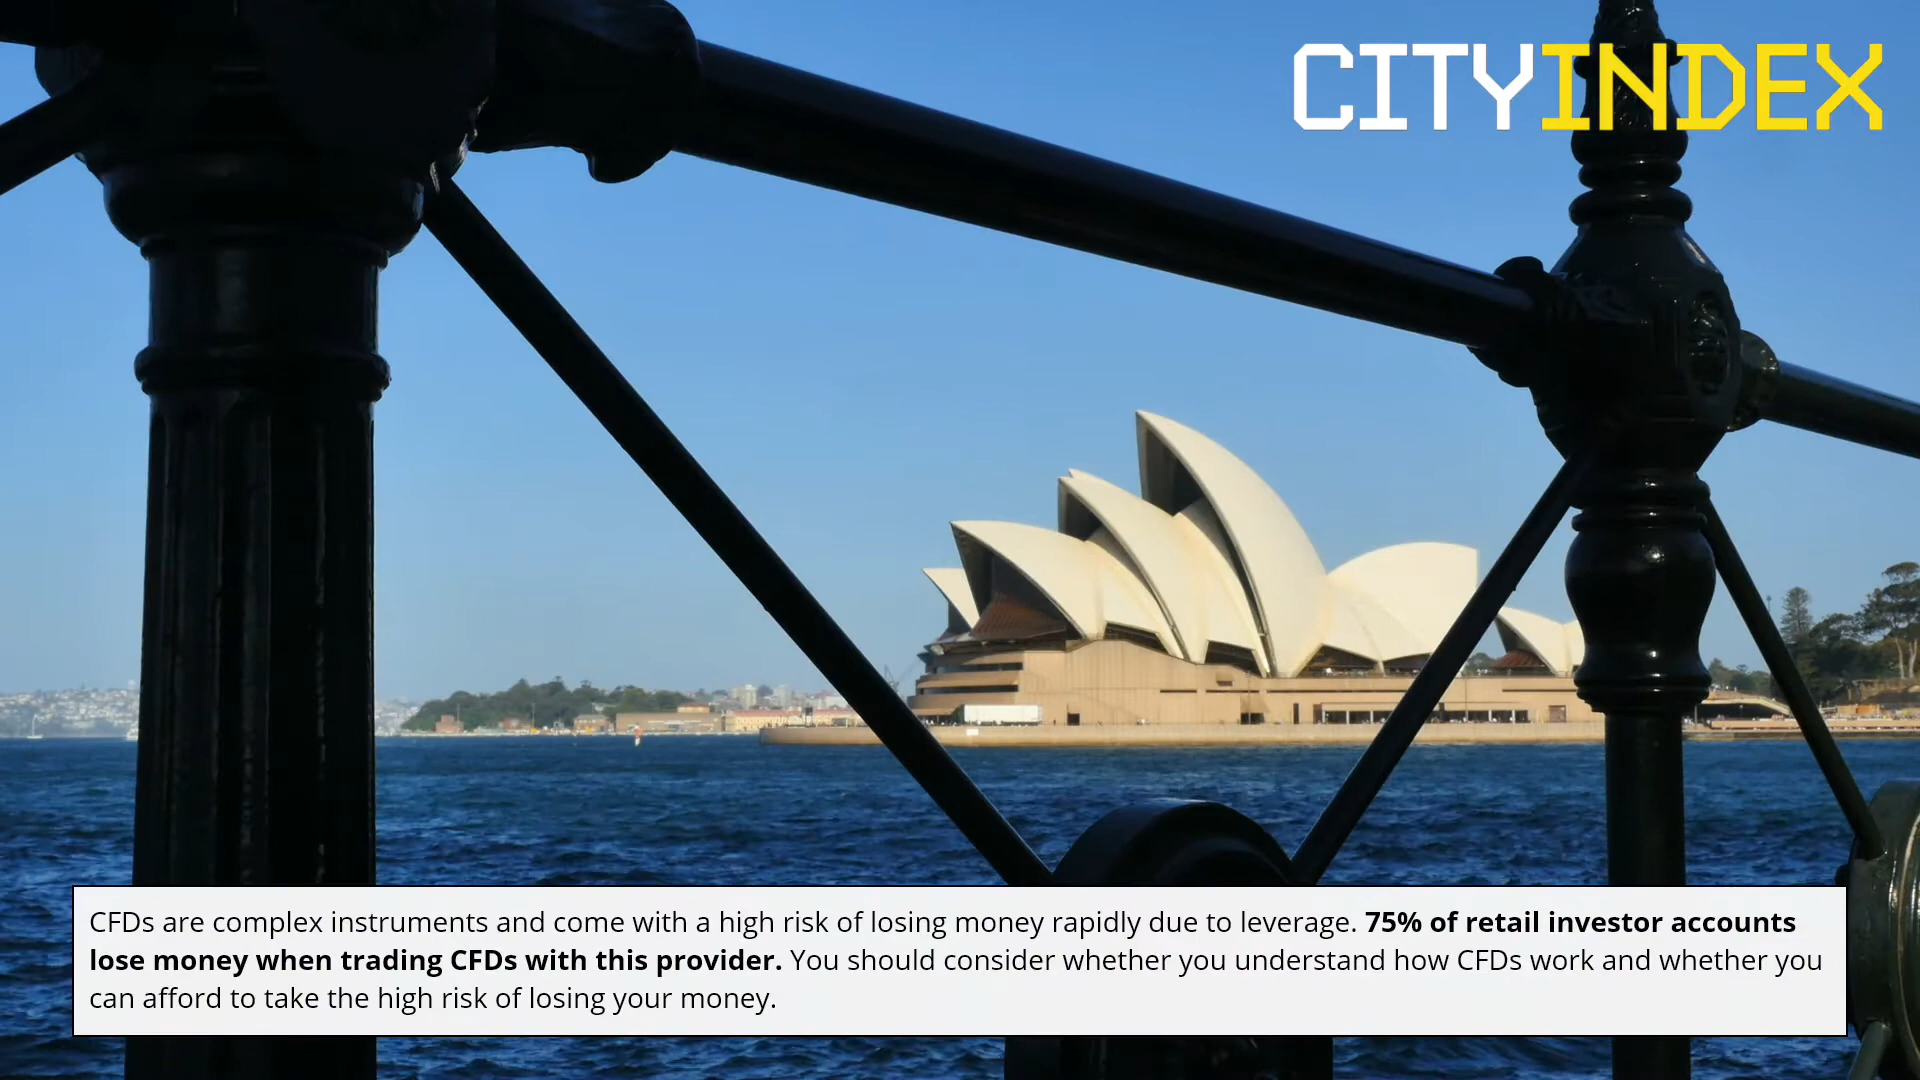 CITYINDEX
CFDs are complex instruments and come with a high risk of losing money rapidly due to leverage. 75% of retail investor accounts
lose money when trading CFDs with this provider. You should consider whether you understand how CFDs work and whether you
can afford to take the high risk of losing your money.